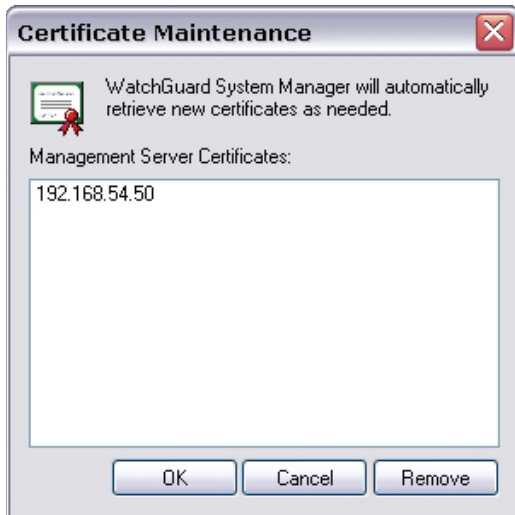 Certificate Maintenance
WatchGuard System Manager will automatically
retrieve new certificates as needed.
Management Server Certificates:
192.168.54.50
OK Cancel Remove